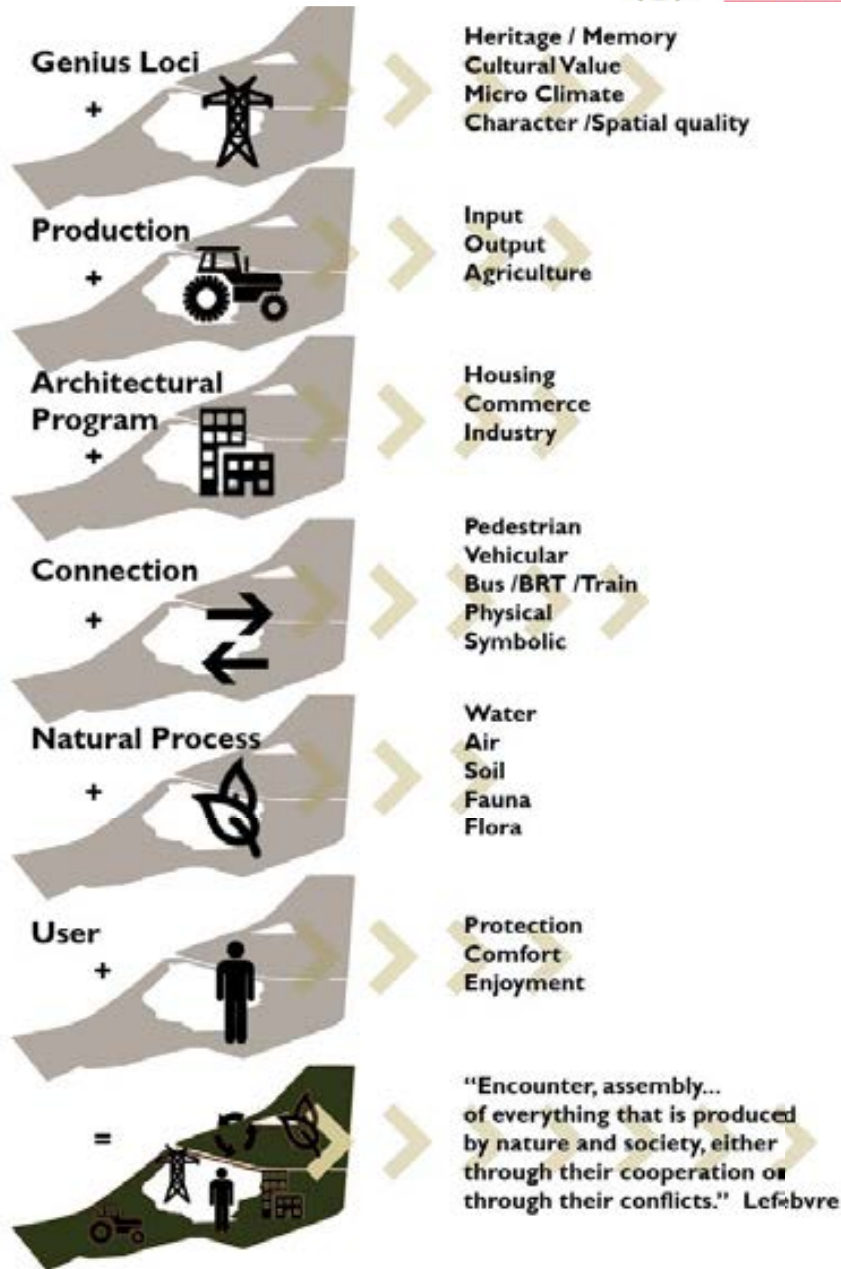 Genius Loci
+
Heritage / Memory
Cultural Value
Micro Climate
Character /Spatial quality
Production
+
Input
Output
Agriculture
Architectural
Program
+
Housing
Commerce
Industry
Connection
+
Pedestrian
Vehicular
Bus /BRT /Train
Physical
Symbolic
Natural Process
+
Water
Air
Soil
Fauna
Flora
User
+
Protection
Comfort
Enjoyment
=
“Encounter, assembly...
of everything that is produced
by nature and society, either
through their cooperation or
through their conflicts.” Lefebvre